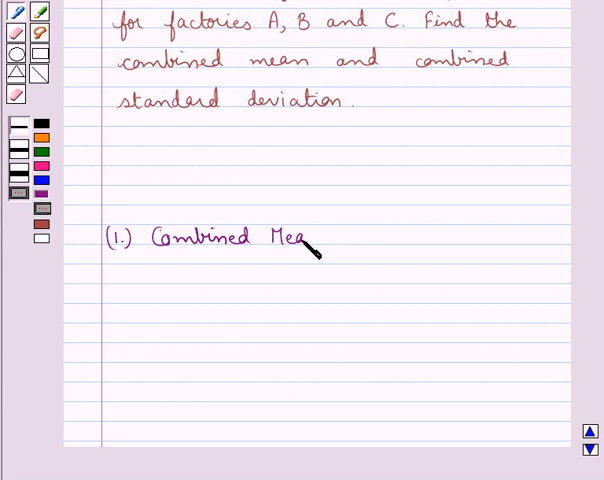 for factories A, B and C. Find the
combined mean and combined
standard deviation.
(1.) Combined Mea